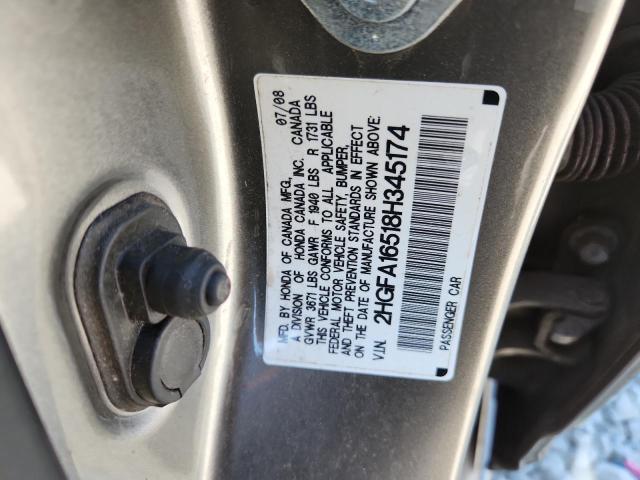 MFD. BY HONDA OF CANADA MFG. 07/08
A DIVISION OF HONDA CANADA INC. CANADA
GVWR 3671 LBS GAWR F 1940 LBS R 1731 LBS
THIS VEHICLE CONFORMS TO ALL APPLICABLE
FEDERAL MOTOR VEHICLE SAFETY, BUMPER,
AND THEFT PREVENTION STANDARDS IN EFFECT
ON THE DATE OF MANUFACTURE SHOWN ABOVE.
V.I.N. 2HGFA16518H345174
PASSENGER CAR